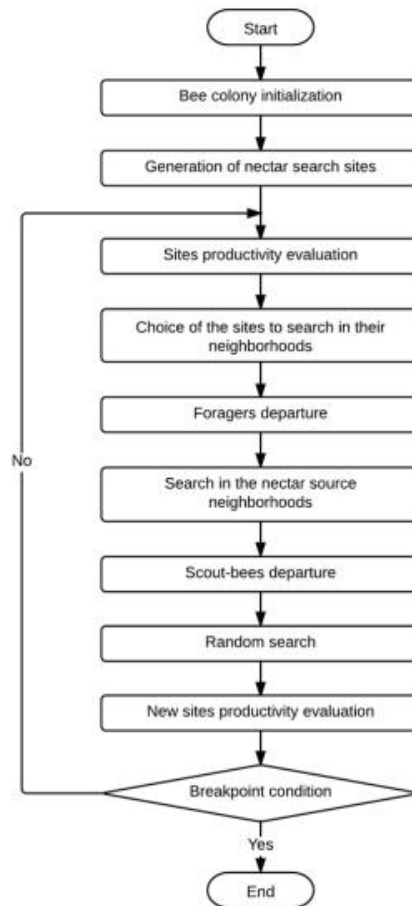 Start
Bee colony initialization
Generation of nectar search sites
Sites productivity evaluation
Choice of the sites to search in their
neighborhoods
Foragers departure
No
Search in the nectar source
neighborhoods
Scout-bees departure
Random search
New sites productivity evaluation
Breakpoint condition
Yes
End